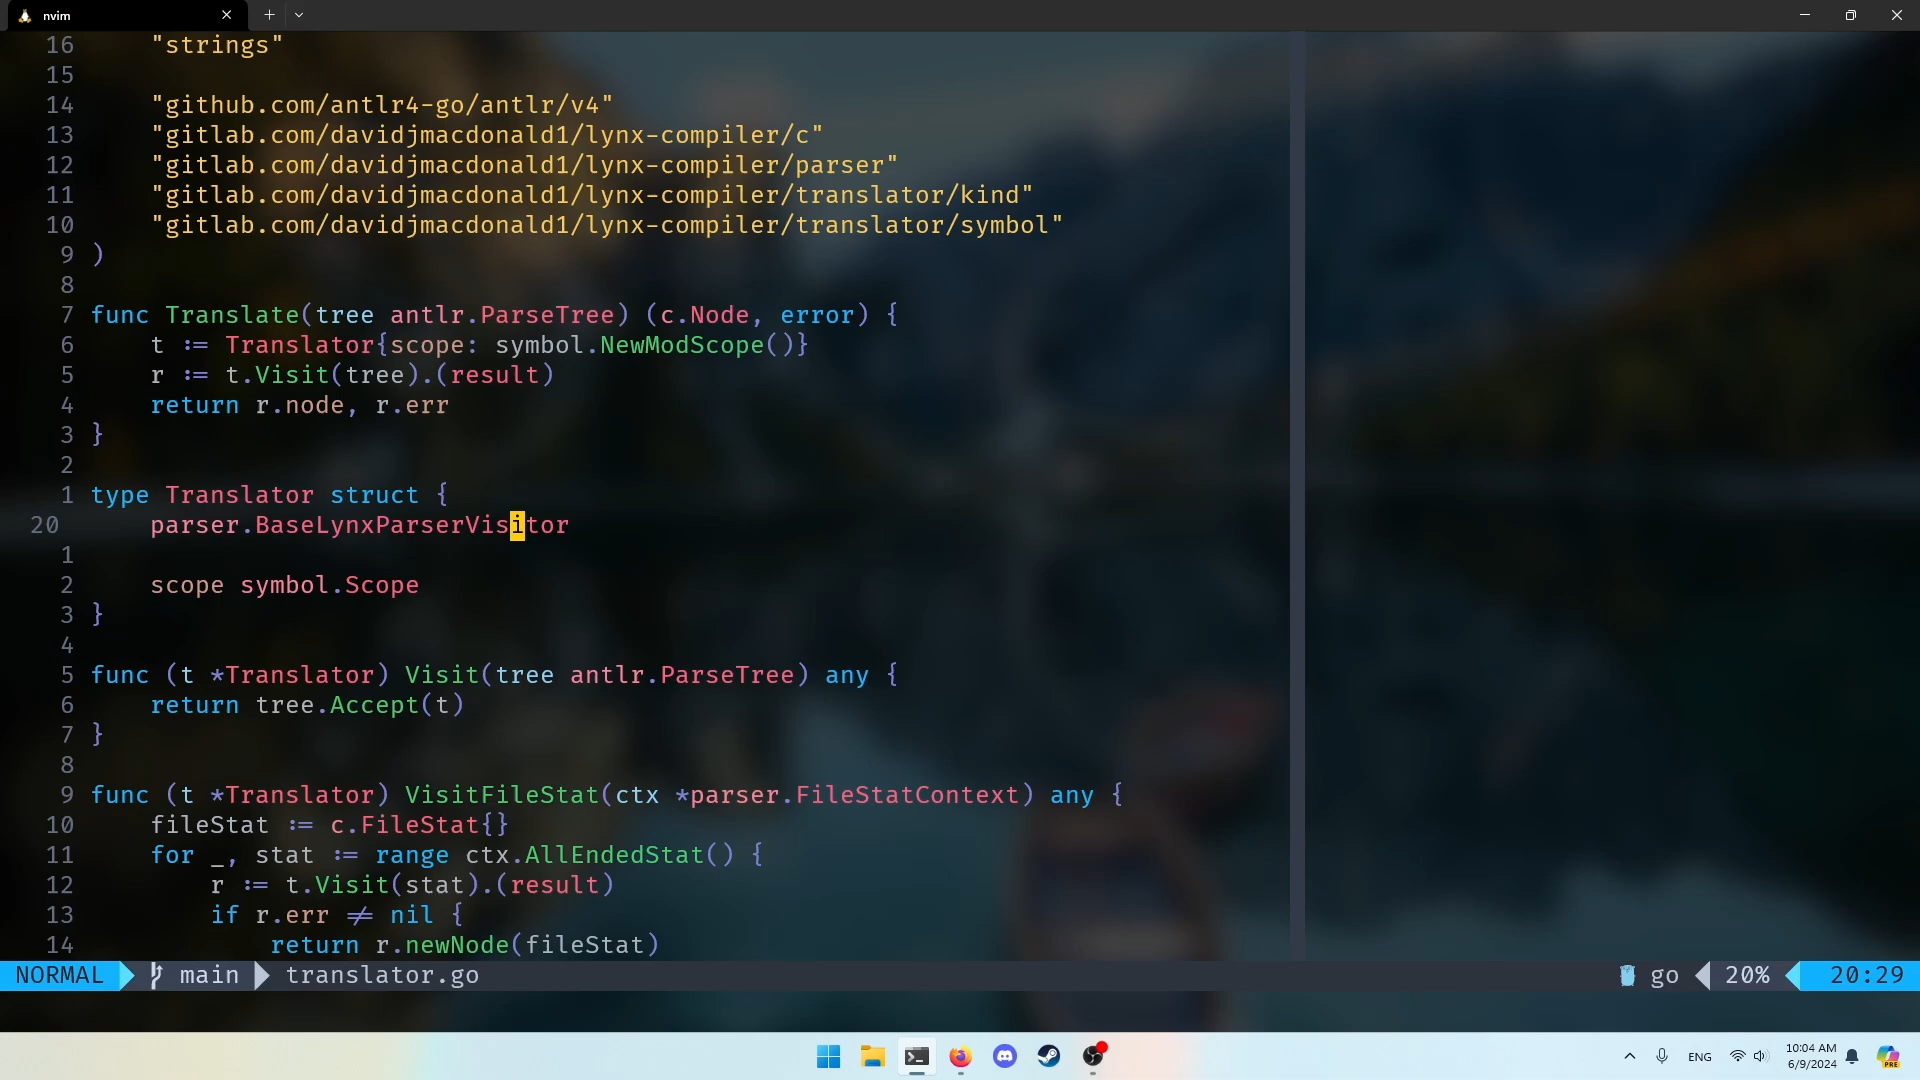 nvim
16 "strings"
15
14 "github.com/antlr4-go/antlr/v4"
13 "gitlab.com/davidjmacdonald1/lynx-compiler/c"
12 "gitlab.com/davidjmacdonald1/lynx-compiler/parser"
11 "gitlab.com/davidjmacdonald1/lynx-compiler/translator/kind"
10 "gitlab.com/davidjmacdonald1/lynx-compiler/translator/symbol"
9 )
8
7 func Translate(tree antlr.ParseTree) (c.Node, error) {
6 t := Translator{scope: symbol.NewModScope()}
5 r := t.Visit(tree).(result)
4 return r.node, r.err
3 }
2
1 type Translator struct {
20 parser.BaseLynxParserVisitor
1
2 scope symbol.Scope
3 }
4
5 func (t *Translator) Visit(tree antlr.ParseTree) any {
6 return tree.Accept(t)
7 }
8
9 func (t *Translator) VisitFileStat(ctx *parser.FileStatContext) any {
10 fileStat := c.FileStat{}
11 for _, stat := range ctx.AllEndedStat() {
12 r := t.Visit(stat).(result)
13 if r.err ≠ nil {
14 return r.newNode(fileStat)
NORMAL main translator.go go 20% 20:29
ENG 10:04 AM
6/9/2024
PRE